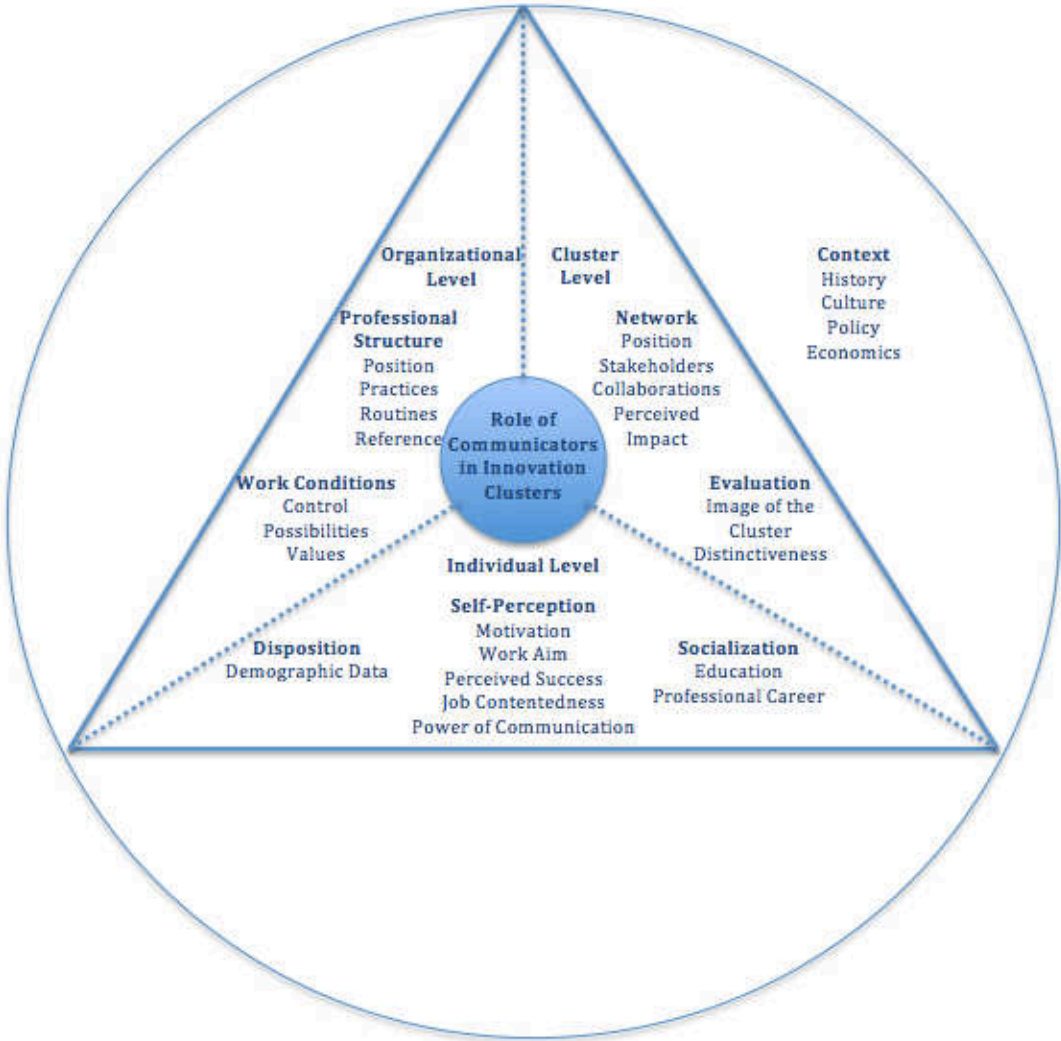 Organizational
Level
Professional
Structure
Position
Practices
Routines
Reference
Work Conditions
Control
Possibilities
Values
Cluster
Level
Network
Position
Stakeholders
Collaborations
Perceived
Impact
Evaluation
Image of the
Cluster
Distinctiveness
Context
History
Culture
Policy
Economics
Role of
Communicators
in Innovation
Clusters
Individual Level
Disposition
Demographic Data
Self-Perception
Motivation
Work Aim
Perceived Success
Job Contentedness
Power of Communication
Socialization
Education
Professional Career